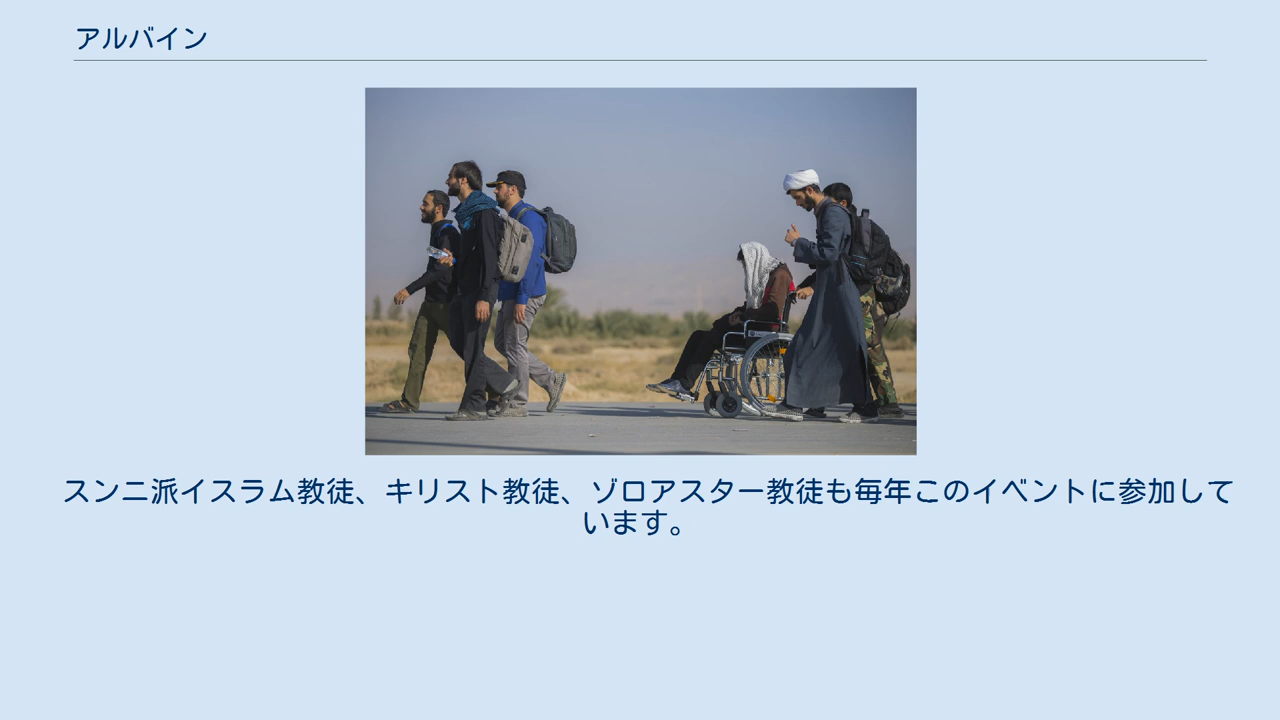 アルバイン
スンニ派イスラム教徒、キリスト教徒、ゾロアスター教徒も毎年このイベントに参加して
います。